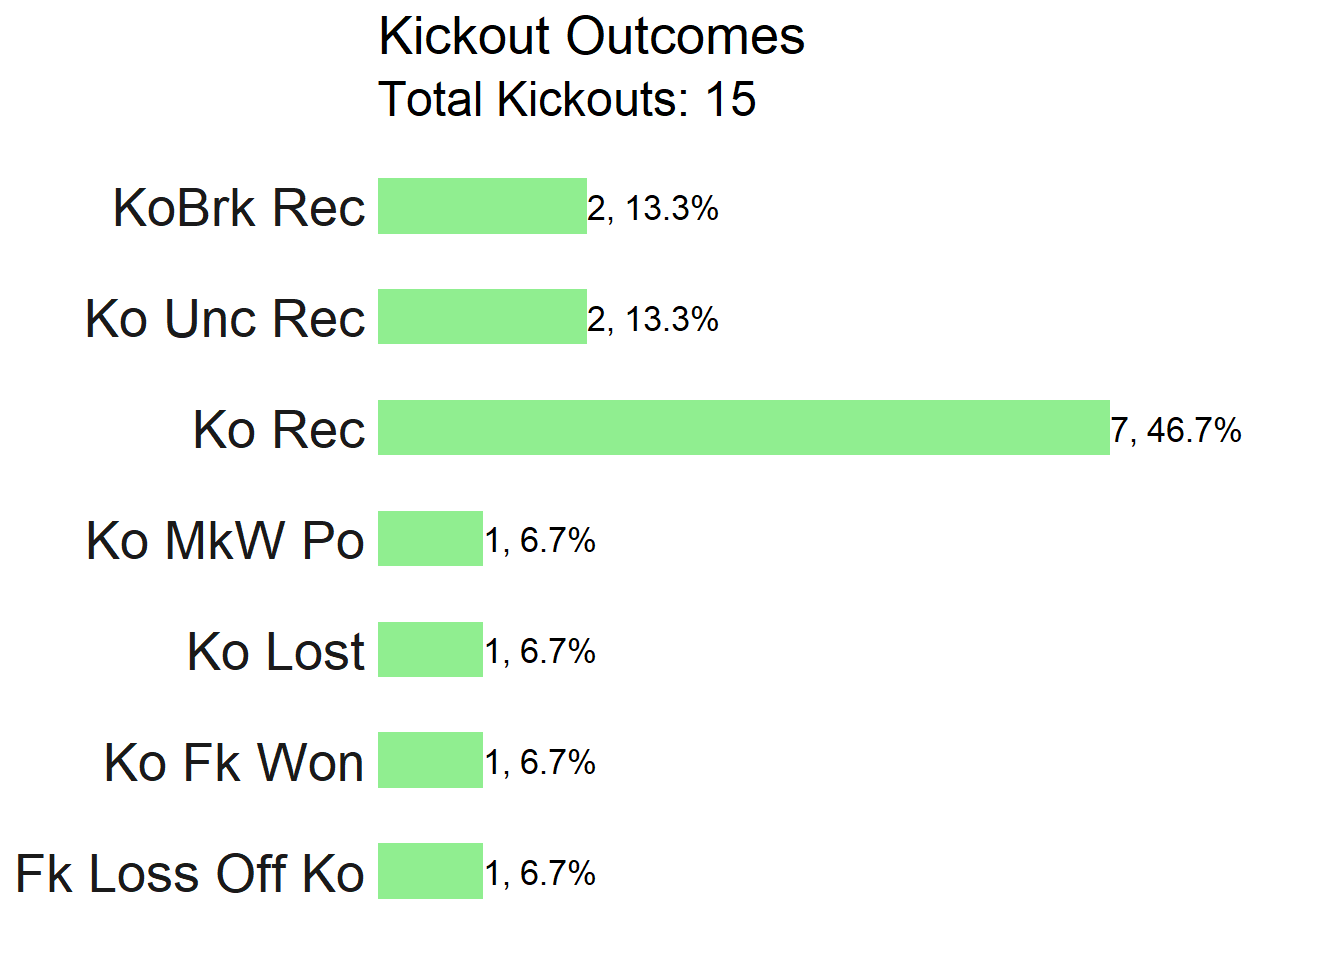 Kickout Outcomes
Total Kickouts: 15
KoBrk Rec 2, 13.3%
Ko Unc Rec 2, 13.3%
Ko Rec 7, 46.7%
Ko MkW Po 1, 6.7%
Ko Lost 1, 6.7%
Ko Fk Won 1, 6.7%
Fk Loss Off Ko 1, 6.7%